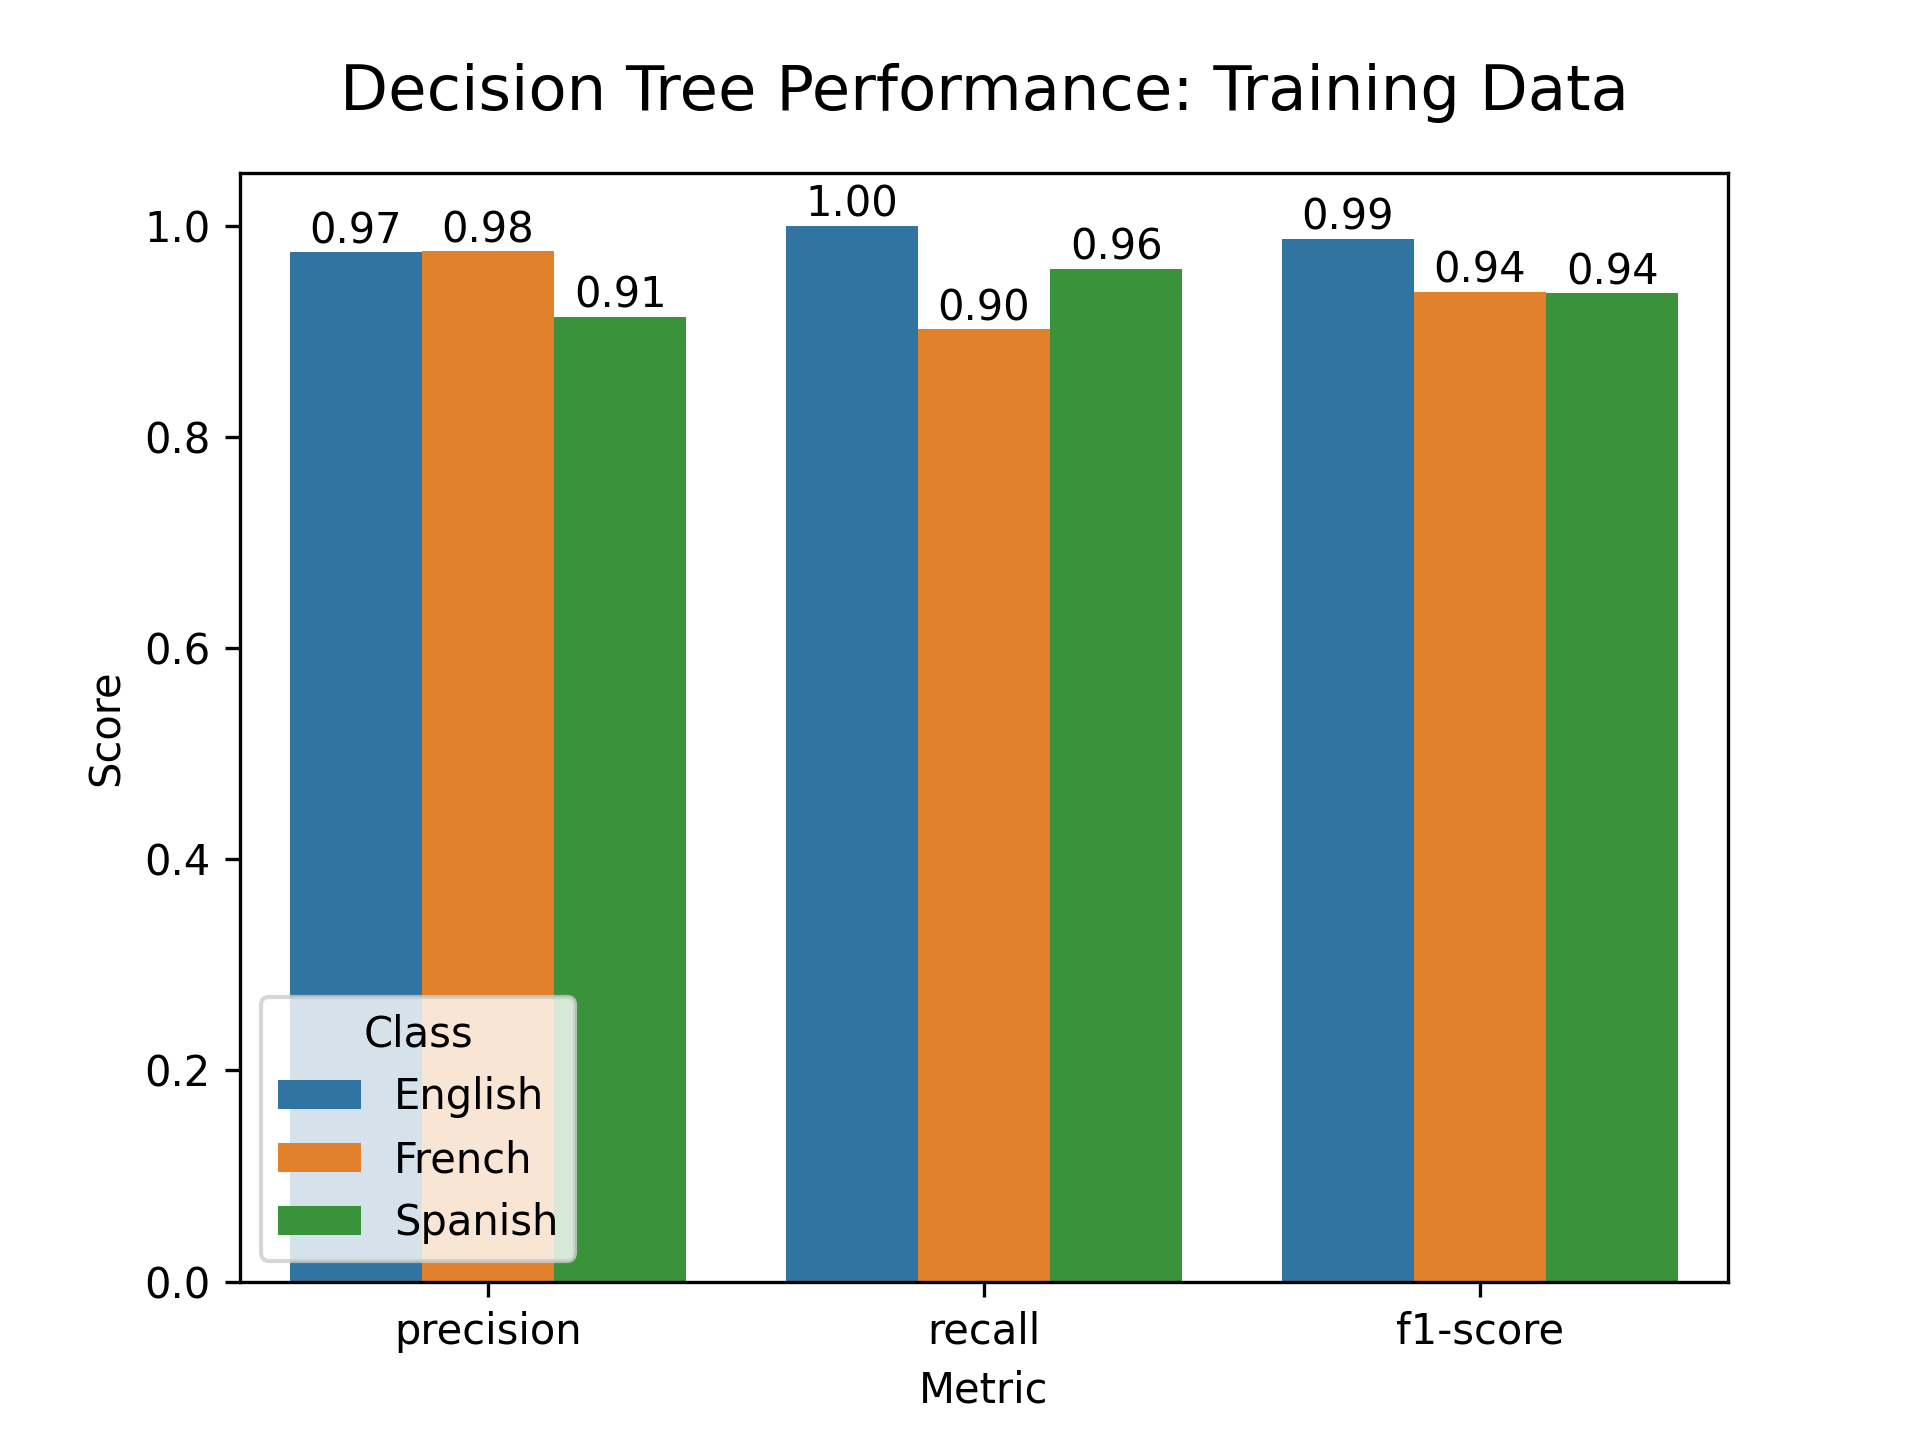 Decision Tree Performance: Training Data
0.97 0.98 0.91 1.00 0.90 0.96 0.99 0.94 0.94
1.0
0.8
0.6
0.4
0.2
0.0
Score
Class
English
French
Spanish
precision recall f1-score
Metric